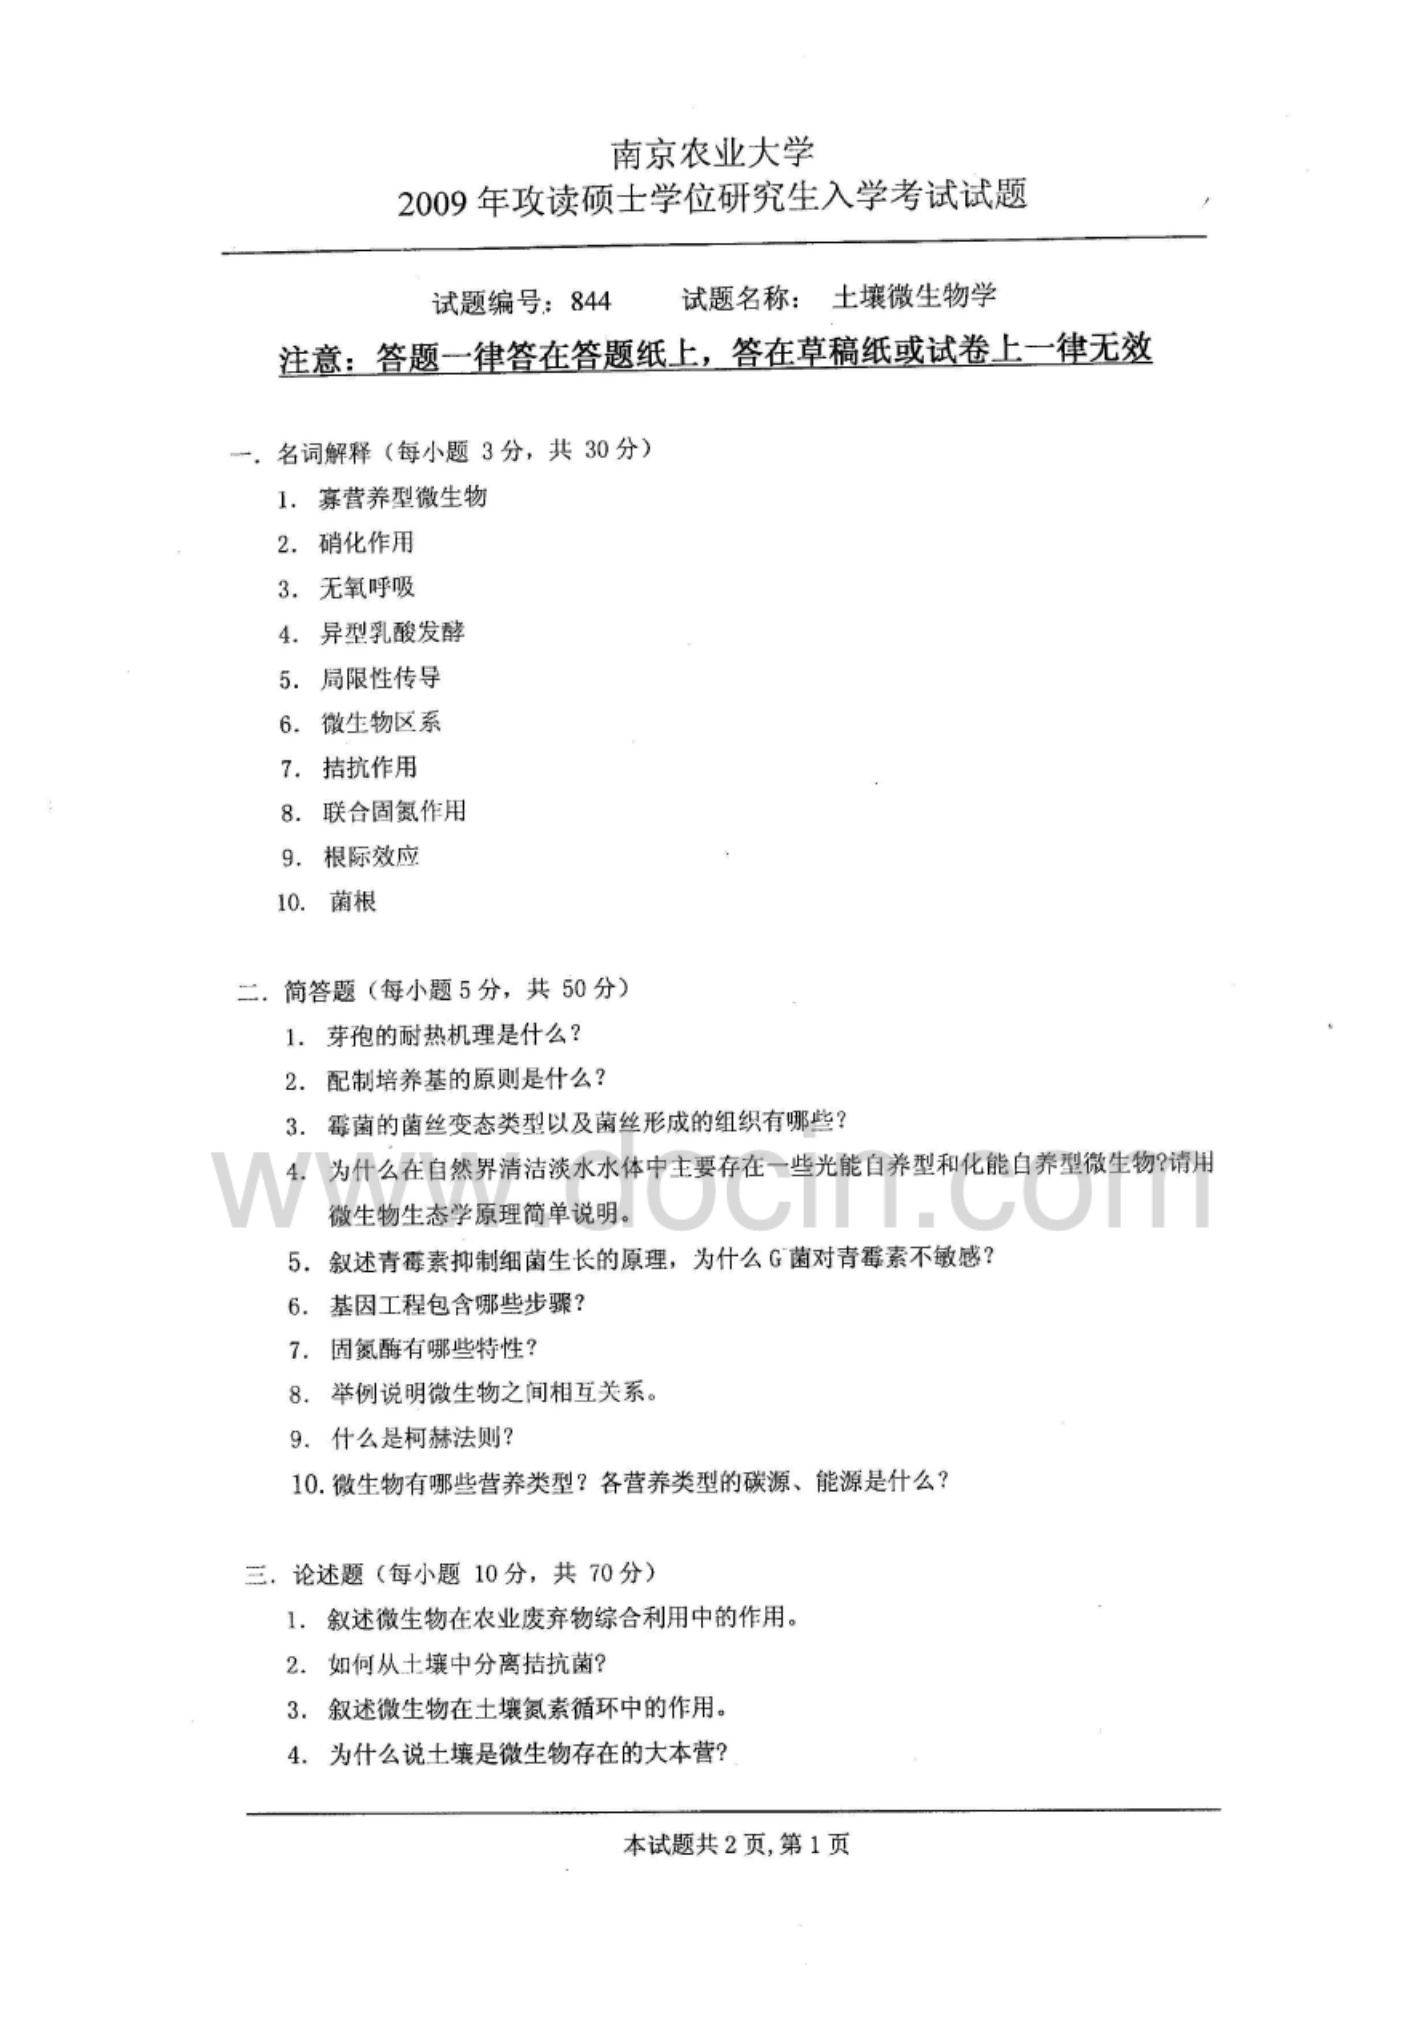 南京农业大学
2009 年攻读硕士学位研究生入学考试试题
试题编号：844 试题名称： 土壤微生物学
注意：答题一律答在答题纸上，答在草稿纸或试卷上一律无效
一．名词解释（每小题 3 分，共 30 分）
1. 寡营养型微生物
2. 硝化作用
3. 无氧呼吸
4. 异型乳酸发酵
5. 局限性传导
6. 微生物区系
7. 拮抗作用
8. 联合固氮作用
9. 根际效应
10. 菌根
二．简答题（每小题 5 分，共 50 分）
1. 芽孢的耐热机理是什么？
2. 配制培养基的原则是什么？
3. 霉菌的菌丝变态类型以及菌丝形成的组织有哪些？
4. 为什么在自然界清洁淡水水体中主要存在一些光能自养型和化能自养型微生物?请用
微生物生态学原理简单说明。
www.docin.com
5. 叙述青霉素抑制细菌生长的原理，为什么 G⁻菌对青霉素不敏感？
6. 基因工程包含哪些步骤？
7. 固氮酶有哪些特性？
8. 举例说明微生物之间相互关系。
9. 什么是柯赫法则？
10. 微生物有哪些营养类型？各营养类型的碳源、能源是什么？
三．论述题（每小题 10 分，共 70 分）
1. 叙述微生物在农业废弃物综合利用中的作用。
2. 如何从土壤中分离拮抗菌?
3. 叙述微生物在土壤氮素循环中的作用。
4. 为什么说土壤是微生物存在的大本营?
本试题共 2 页, 第 1 页